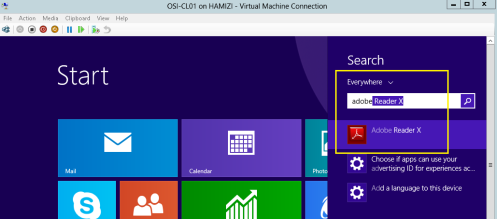 OSI-CL01 on HAMIZI - Virtual Machine Connection
File Action Media Clipboard View Help
Start
Search
Everywhere
adobe Reader X
Adobe Reader X
Choose if apps can use your
advertising ID for experiences ac...
Add a language to this device
Mail
Calendar
Photo